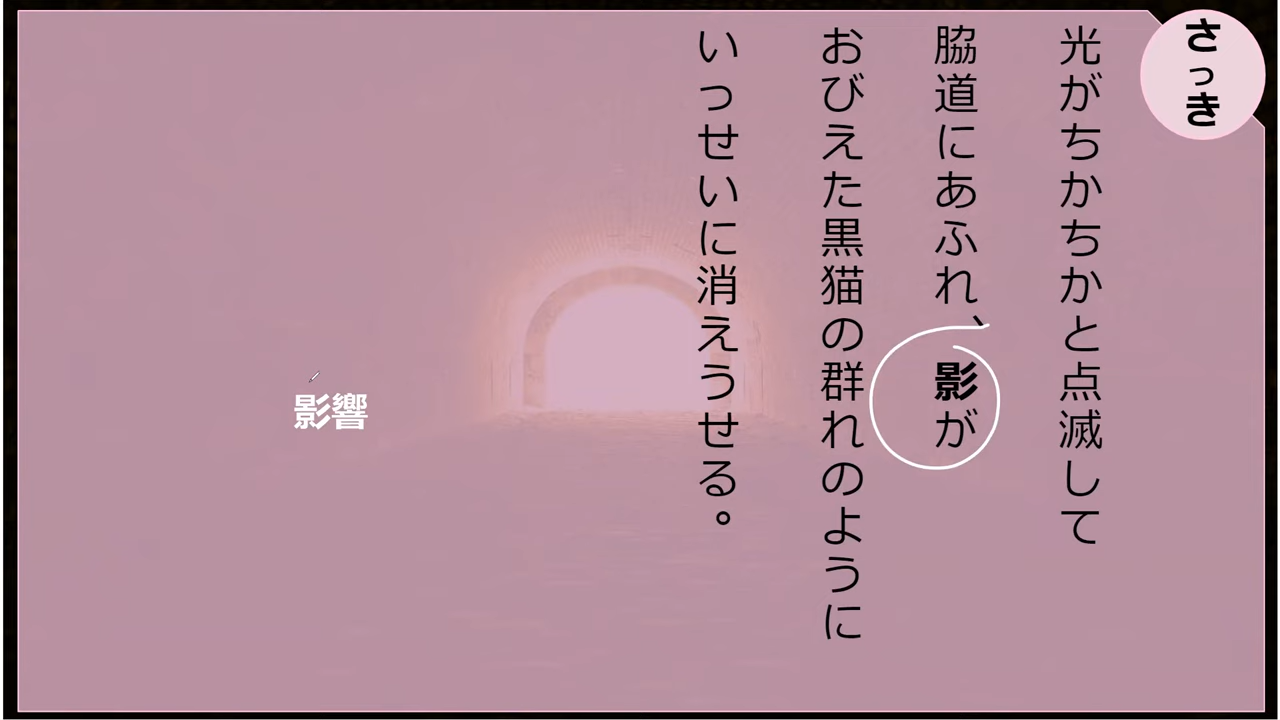 さっき
光がちかちかと点滅して
脇道にあふれ、影が
おびえた黒猫の群れのように
いっせいに消えうせる。
影響